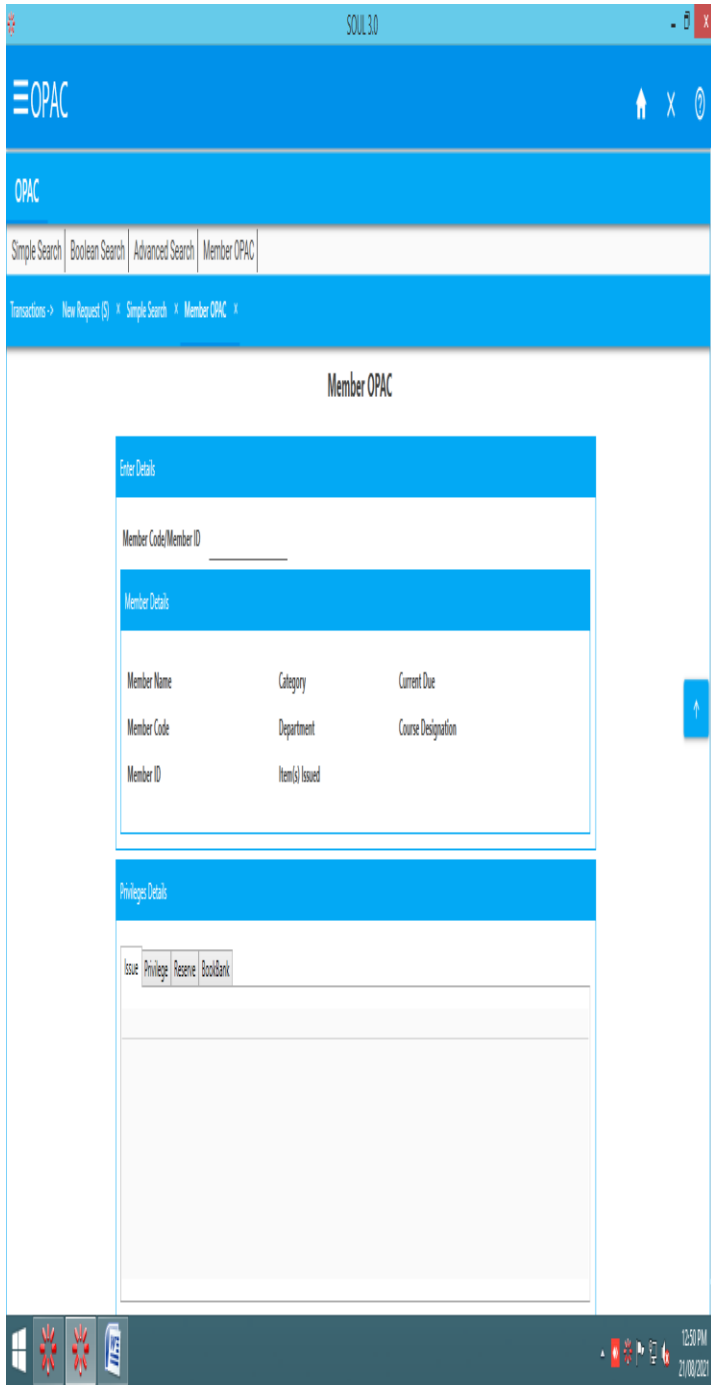 SOUL 3.0
OPAC
OPAC
Simple Search Boolean Search Advanced Search Member OPAC
Transactions -> New Request (S) × Simple Search × Member OPAC ×
Member OPAC
Enter Details
Member Code/Member ID
Member Details
Member Name Category Current Due
Member Code Department Course Designation
Member ID Item(s) Issued
Privileges Details
Issue Privilege Reserve BookBank
12:50 PM
21/08/2021